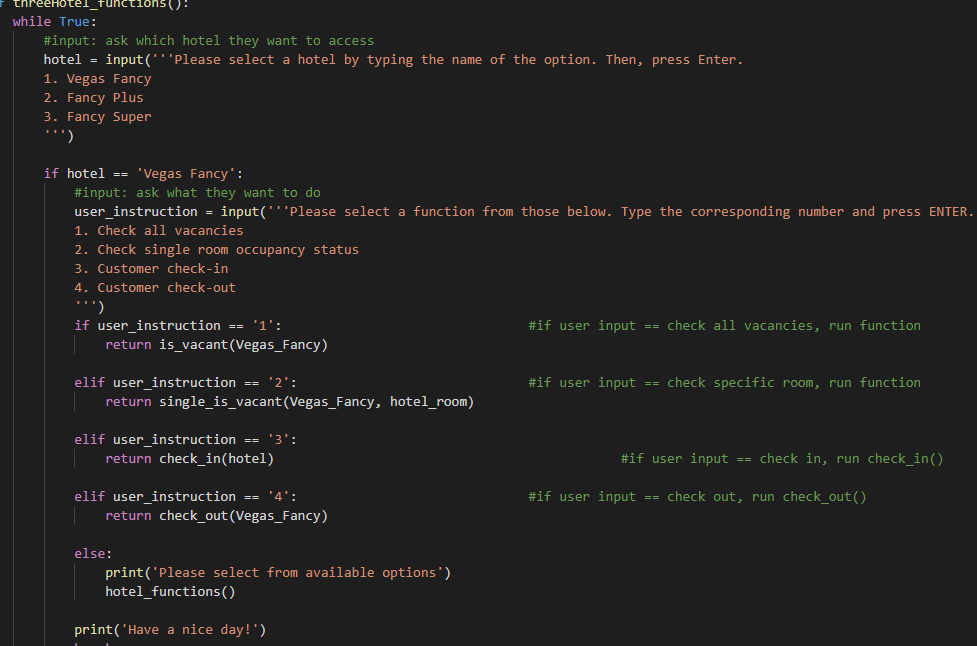 threeHotel_functions():
while True:
#input: ask which hotel they want to access
hotel = input('''Please select a hotel by typing the name of the option. Then, press Enter.
1. Vegas Fancy
2. Fancy Plus
3. Fancy Super
''')
if hotel == 'Vegas Fancy':
#input: ask what they want to do
user_instruction = input('''Please select a function from those below. Type the corresponding number and press ENTER.
1. Check all vacancies
2. Check single room occupancy status
3. Customer check-in
4. Customer check-out
''')
if user_instruction == '1': #if user input == check all vacancies, run function
return is_vacant(Vegas_Fancy)
elif user_instruction == '2': #if user input == check specific room, run function
return single_is_vacant(Vegas_Fancy, hotel_room)
elif user_instruction == '3':
return check_in(hotel) #if user input == check in, run check_in()
elif user_instruction == '4': #if user input == check out, run check_out()
return check_out(Vegas_Fancy)
else:
print('Please select from available options')
hotel_functions()
print('Have a nice day!')